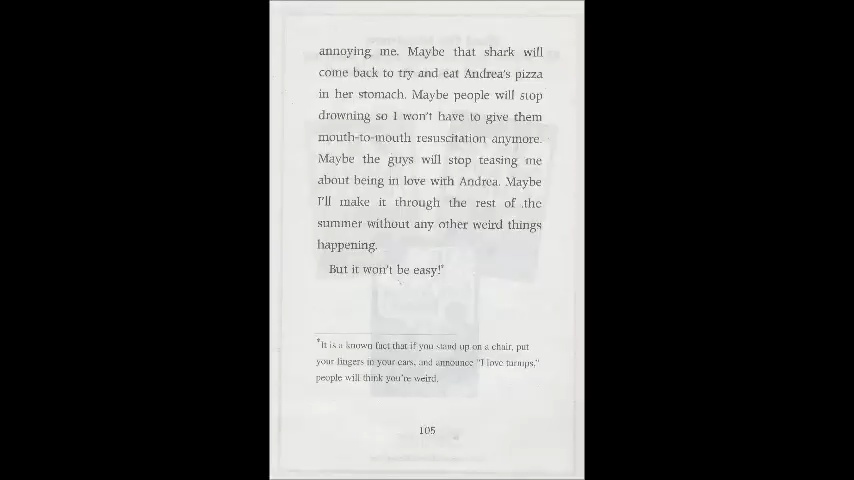 annoying me. Maybe that shark will
come back to try and eat Andrea's pizza
in her stomach. Maybe people will stop
drowning so I won't have to give them
mouth-to-mouth resuscitation anymore.
Maybe the guys will stop teasing me
about being in love with Andrea. Maybe
I'll make it through the rest of the
summer without any other weird things
happening.
But it won't be easy!*
*It is a known fact that if you stand up on a chair, put
your fingers in your ears, and announce "I love turnips,"
people will think you're weird.
105